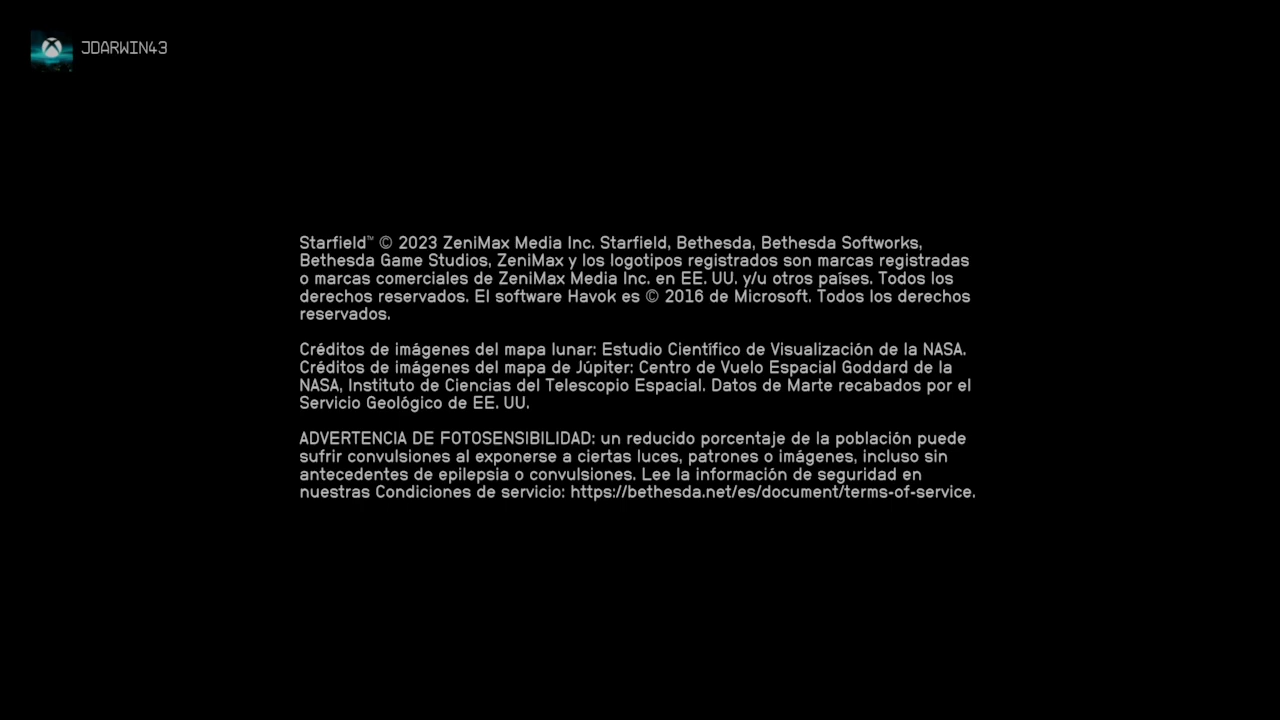 JDARWIN43
Starfield™ © 2023 ZeniMax Media Inc. Starfield, Bethesda, Bethesda Softworks,
Bethesda Game Studios, ZeniMax y los logotipos registrados son marcas registradas
o marcas comerciales de ZeniMax Media Inc. en EE. UU. y/u otros países. Todos los
derechos reservados. El software Havok es © 2016 de Microsoft. Todos los derechos
reservados.
Créditos de imágenes del mapa lunar: Estudio Científico de Visualización de la NASA.
Créditos de imágenes del mapa de Júpiter: Centro de Vuelo Espacial Goddard de la
NASA, Instituto de Ciencias del Telescopio Espacial. Datos de Marte recabados por el
Servicio Geológico de EE. UU.
ADVERTENCIA DE FOTOSENSIBILIDAD: un reducido porcentaje de la población puede
sufrir convulsiones al exponerse a ciertas luces, patrones o imágenes, incluso sin
antecedentes de epilepsia o convulsiones. Lee la información de seguridad en
nuestras Condiciones de servicio: https://bethesda.net/es/document/terms-of-service.